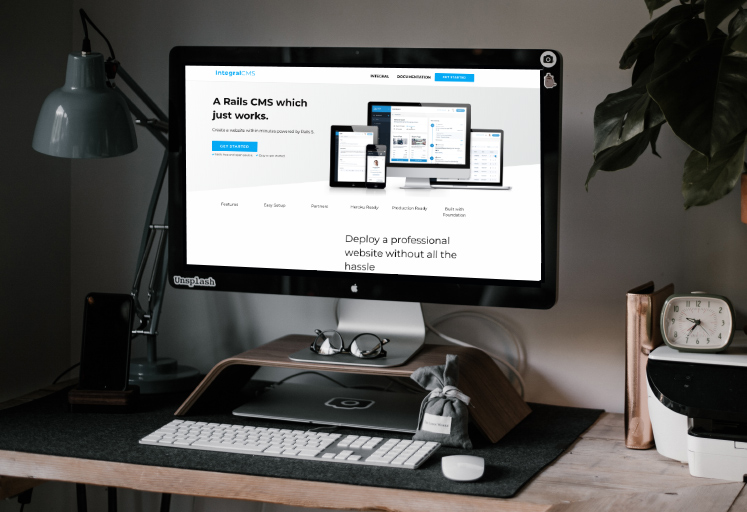 IntegralCMS
INTEGRAL DOCUMENTATION GET STARTED
A Rails CMS which
just works.
Create a website within minutes powered by Rails 5
GET STARTED
Features Easy Setup Partners Heroku Ready Production Ready Built with
Foundation
Deploy a professional
website without all the
hassle
Unsplash